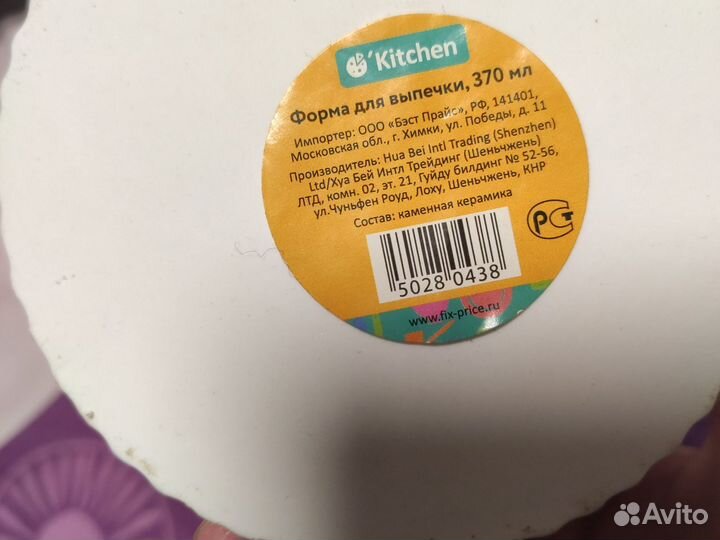 'Kitchen
Форма для выпечки, 370 мл
Импортер: ООО «Бэст Прайс», РФ, 141401,
Московская обл., г. Химки, ул. Победы, д. 11
Производитель: Hua Bei Intl Trading (Shenzhen)
Ltd/Хуа Бей Интл Трейдинг (Шеньчжень)
ЛТД, комн. 02, эт. 21, Гуйду билдинг № 52-56,
ул.Чуньфен Роуд, Лоху, Шеньчжень, КНР
Состав: каменная керамика
РСТ
5028 0438
www.fix-price.ru
Avito